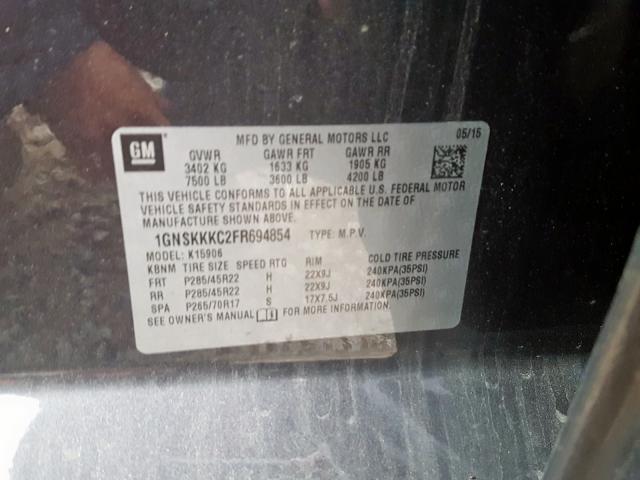 GM
MFD BY GENERAL MOTORS LLC 05/15
GVWR GAWR FRT GAWR RR
3402 KG 1633 KG 1905 KG
7500 LB 3600 LB 4200 LB
THIS VEHICLE CONFORMS TO ALL APPLICABLE U.S. FEDERAL MOTOR
VEHICLE SAFETY STANDARDS IN EFFECT ON THE DATE OF
MANUFACTURE SHOWN ABOVE.
1GNSKKKC2FR694854 TYPE: M.P.V.
MODEL: K15906
KBNM TIRE SIZE SPEED RTG RIM COLD TIRE PRESSURE
FRT P285/45R22 H 22X9J 240KPA(35PSI)
RR P285/45R22 H 22X9J 240KPA(35PSI)
SPA P265/70R17 S 17X7.5J 240KPA(35PSI)
SEE OWNER'S MANUAL FOR MORE INFORMATION.